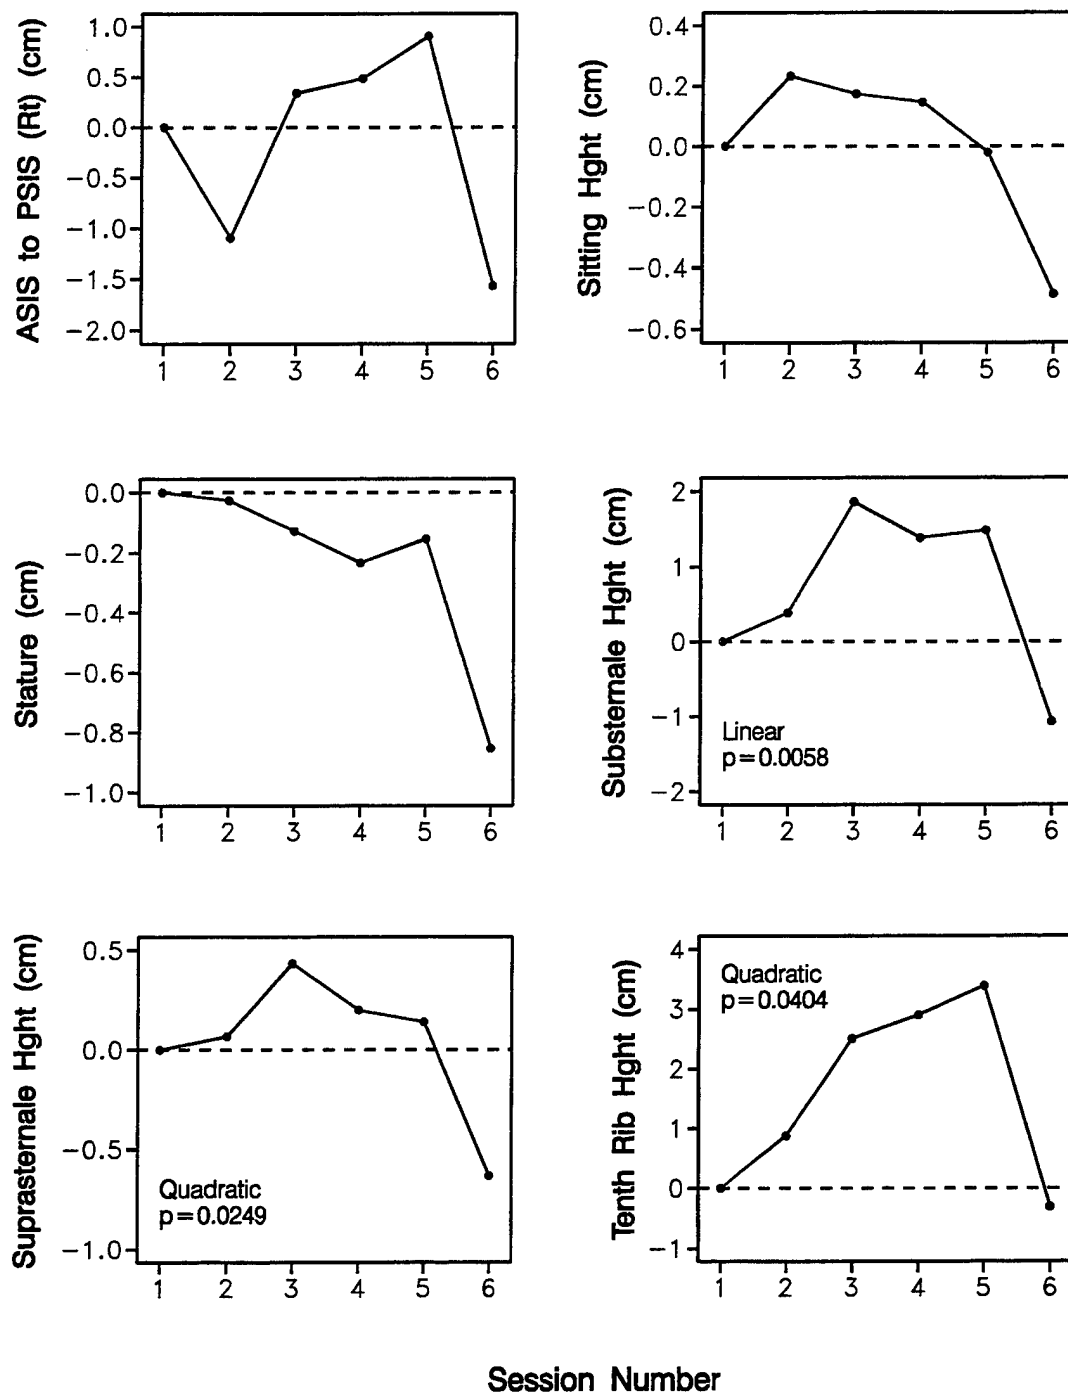 ASIS to PSIS (Rt) (cm)
1.0
0.5
0.0
−0.5
−1.0
−1.5
−2.0
1 2 3 4 5 6
Sitting Hght (cm)
0.4
0.2
0.0
−0.2
−0.4
−0.6
1 2 3 4 5 6
Stature (cm)
0.0
−0.2
−0.4
−0.6
−0.8
−1.0
1 2 3 4 5 6
Substernale Hght (cm)
2
1
0
−1
−2
Linear
p=0.0058
1 2 3 4 5 6
Suprasternale Hght (cm)
0.5
0.0
−0.5
−1.0
Quadratic
p=0.0249
1 2 3 4 5 6
Tenth Rib Hght (cm)
4
3
2
1
0
−1
Quadratic
p=0.0404
1 2 3 4 5 6
Session Number